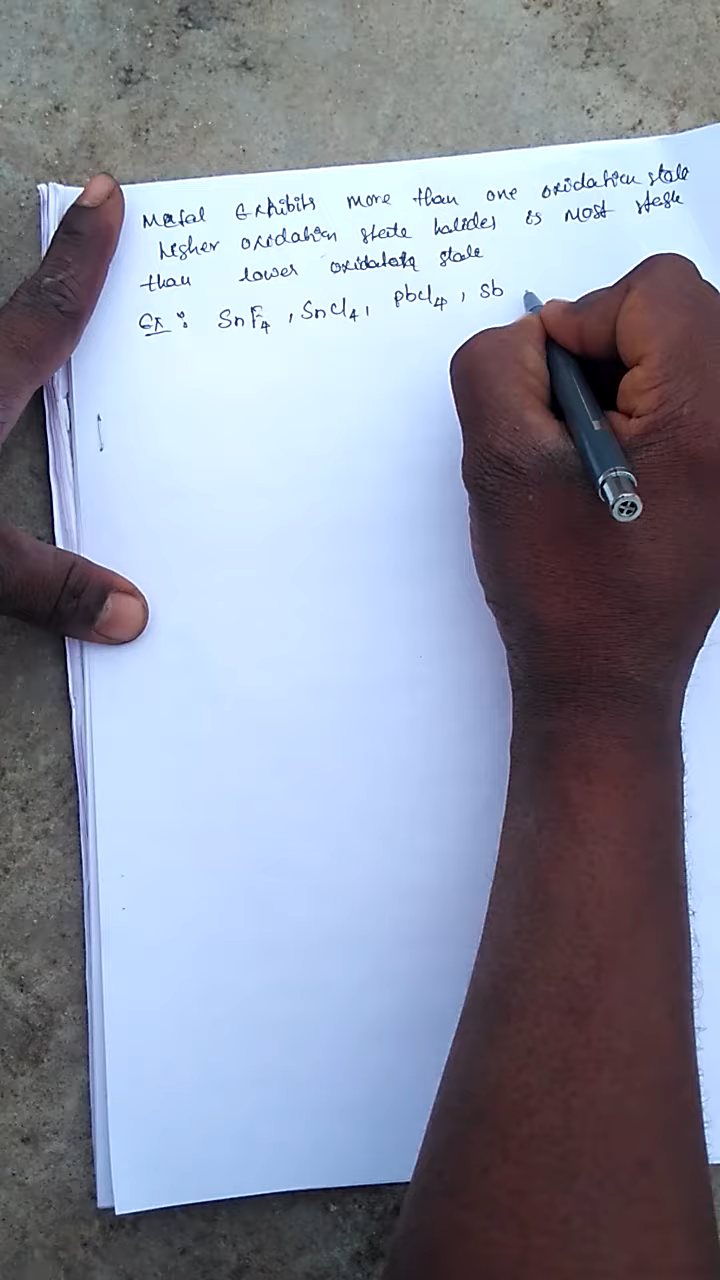 Metal Exhibits more than one oxidation state
higher oxidation state halides is most
than lower oxidation state
Ex: SnF4, SnCl4, pbcl4, sb